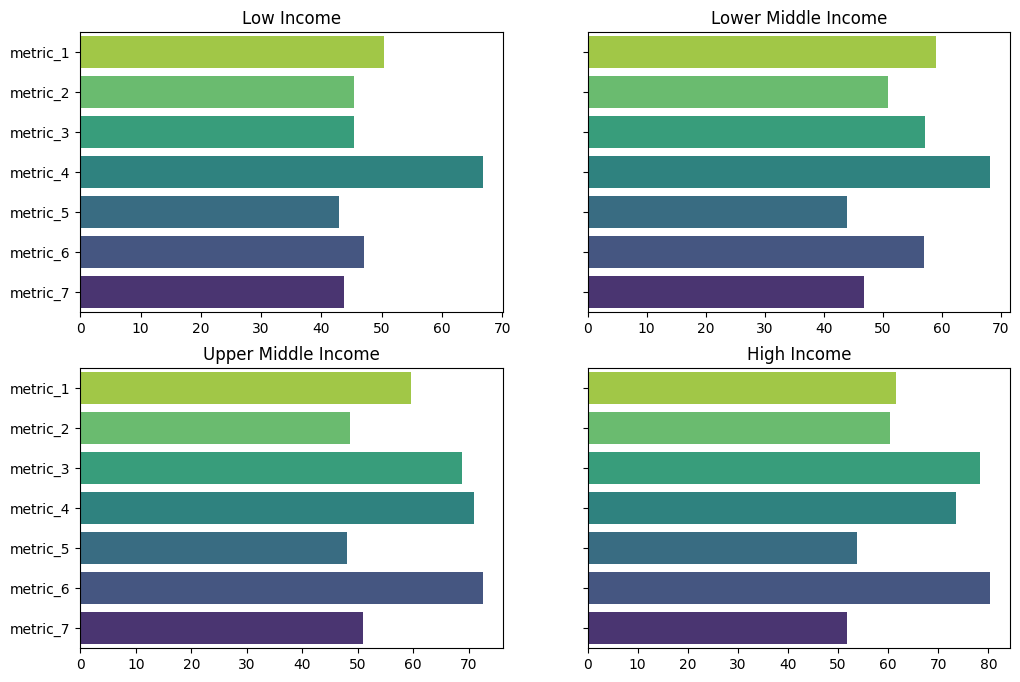 Low Income
metric_1
metric_2
metric_3
metric_4
metric_5
metric_6
metric_7
0 10 20 30 40 50 60 70
Lower Middle Income
0 10 20 30 40 50 60 70
Upper Middle Income
metric_1
metric_2
metric_3
metric_4
metric_5
metric_6
metric_7
0 10 20 30 40 50 60 70
High Income
0 10 20 30 40 50 60 70 80